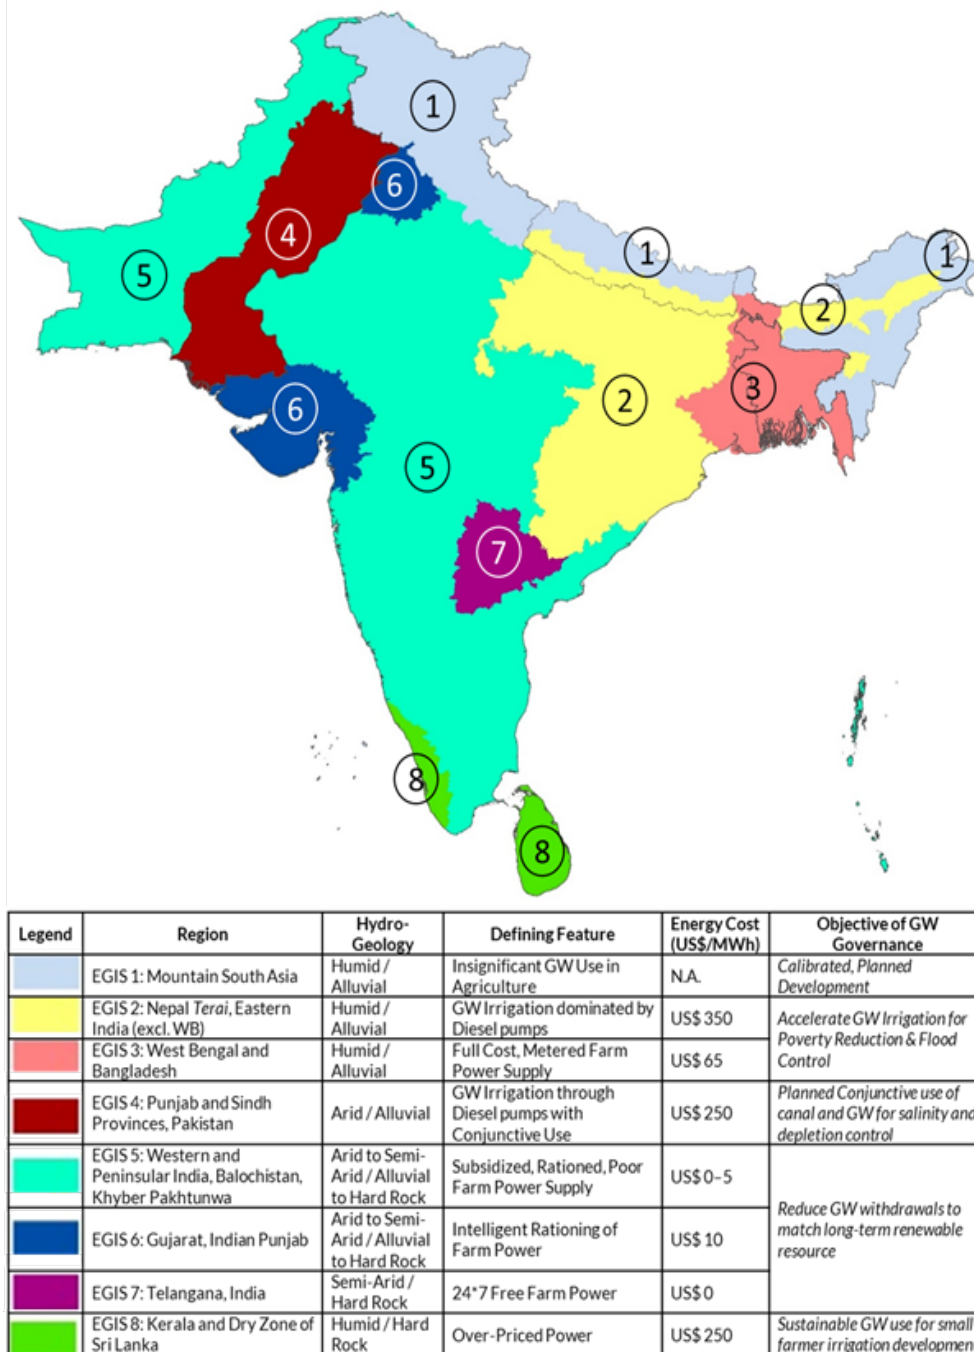 1
6
1
1
4
5
2
3
6
2
5
7
8
8
Legend Region Hydro-Geology Defining Feature Energy Cost (US$/MWh) Objective of GW Governance
EGIS 1: Mountain South Asia
Humid /
Alluvial
Insignificant GW Use in
Agriculture
N.A.
Calibrated, Planned
Development
EGIS 2: Nepal Terai, Eastern
India (excl. WB)
Humid /
Alluvial
GW Irrigation dominated by
Diesel pumps
US$ 350
Accelerate GW Irrigation for
Poverty Reduction & Flood
Control
EGIS 3: West Bengal and
Bangladesh
Humid /
Alluvial
Full Cost, Metered Farm
Power Supply
US$ 65
EGIS 4: Punjab and Sindh
Provinces, Pakistan
Arid / Alluvial
GW Irrigation through
Diesel pumps with
Conjunctive Use
US$ 250
Planned Conjunctive use of
canal and GW for salinity and
depletion control
EGIS 5: Western and
Peninsular India, Balochistan,
Khyber Pakhtunwa
Arid to Semi-
Arid / Alluvial
to Hard Rock
Subsidized, Rationed, Poor
Farm Power Supply
US$ 0–5
Reduce GW withdrawals to
match long-term renewable
resource
EGIS 6: Gujarat, Indian Punjab
Arid to Semi-
Arid / Alluvial
to Hard Rock
Intelligent Rationing of
Farm Power
US$ 10
EGIS 7: Telangana, India
Semi-Arid /
Hard Rock
24*7 Free Farm Power
US$ 0
EGIS 8: Kerala and Dry Zone of
Sri Lanka
Humid / Hard
Rock
Over-Priced Power
US$ 250
Sustainable GW use for small
farmer irrigation development